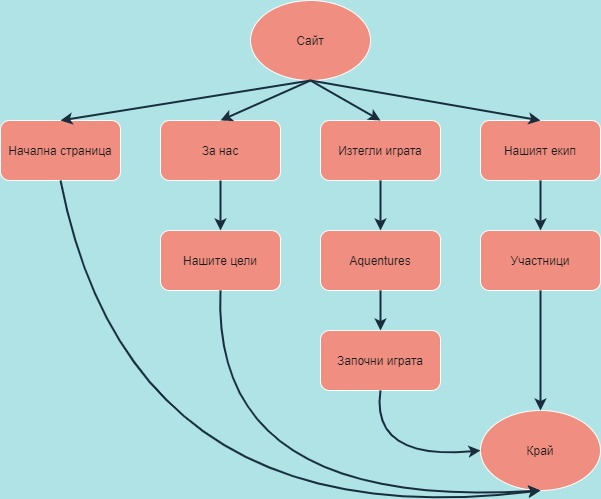 Сайт
Начална страница
За нас
Изтегли играта
Нашият екип
Нашите цели
Aquentures
Участници
Започни играта
Край